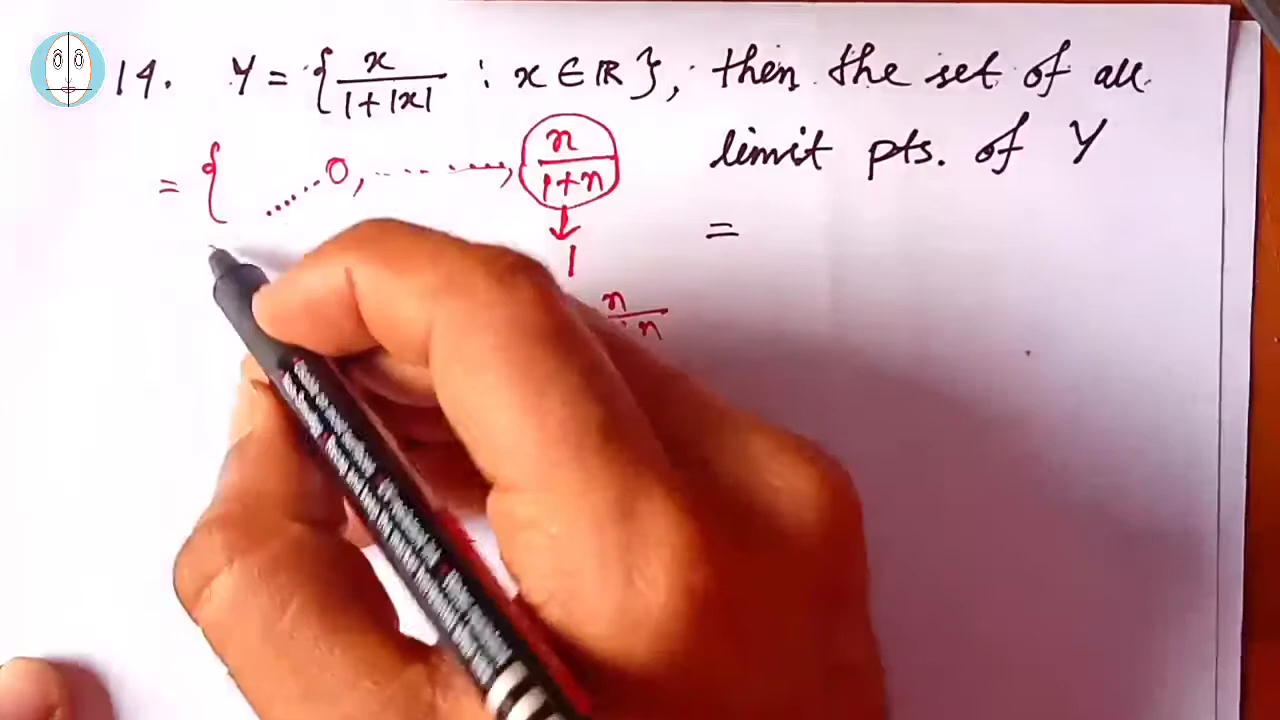 14. Y = { x / 1+|x| : x ∈ ℝ }, then the set of all
limit pts. of Y
= { ...... 0, ........ n / 1+n
=
↓
1
n
n